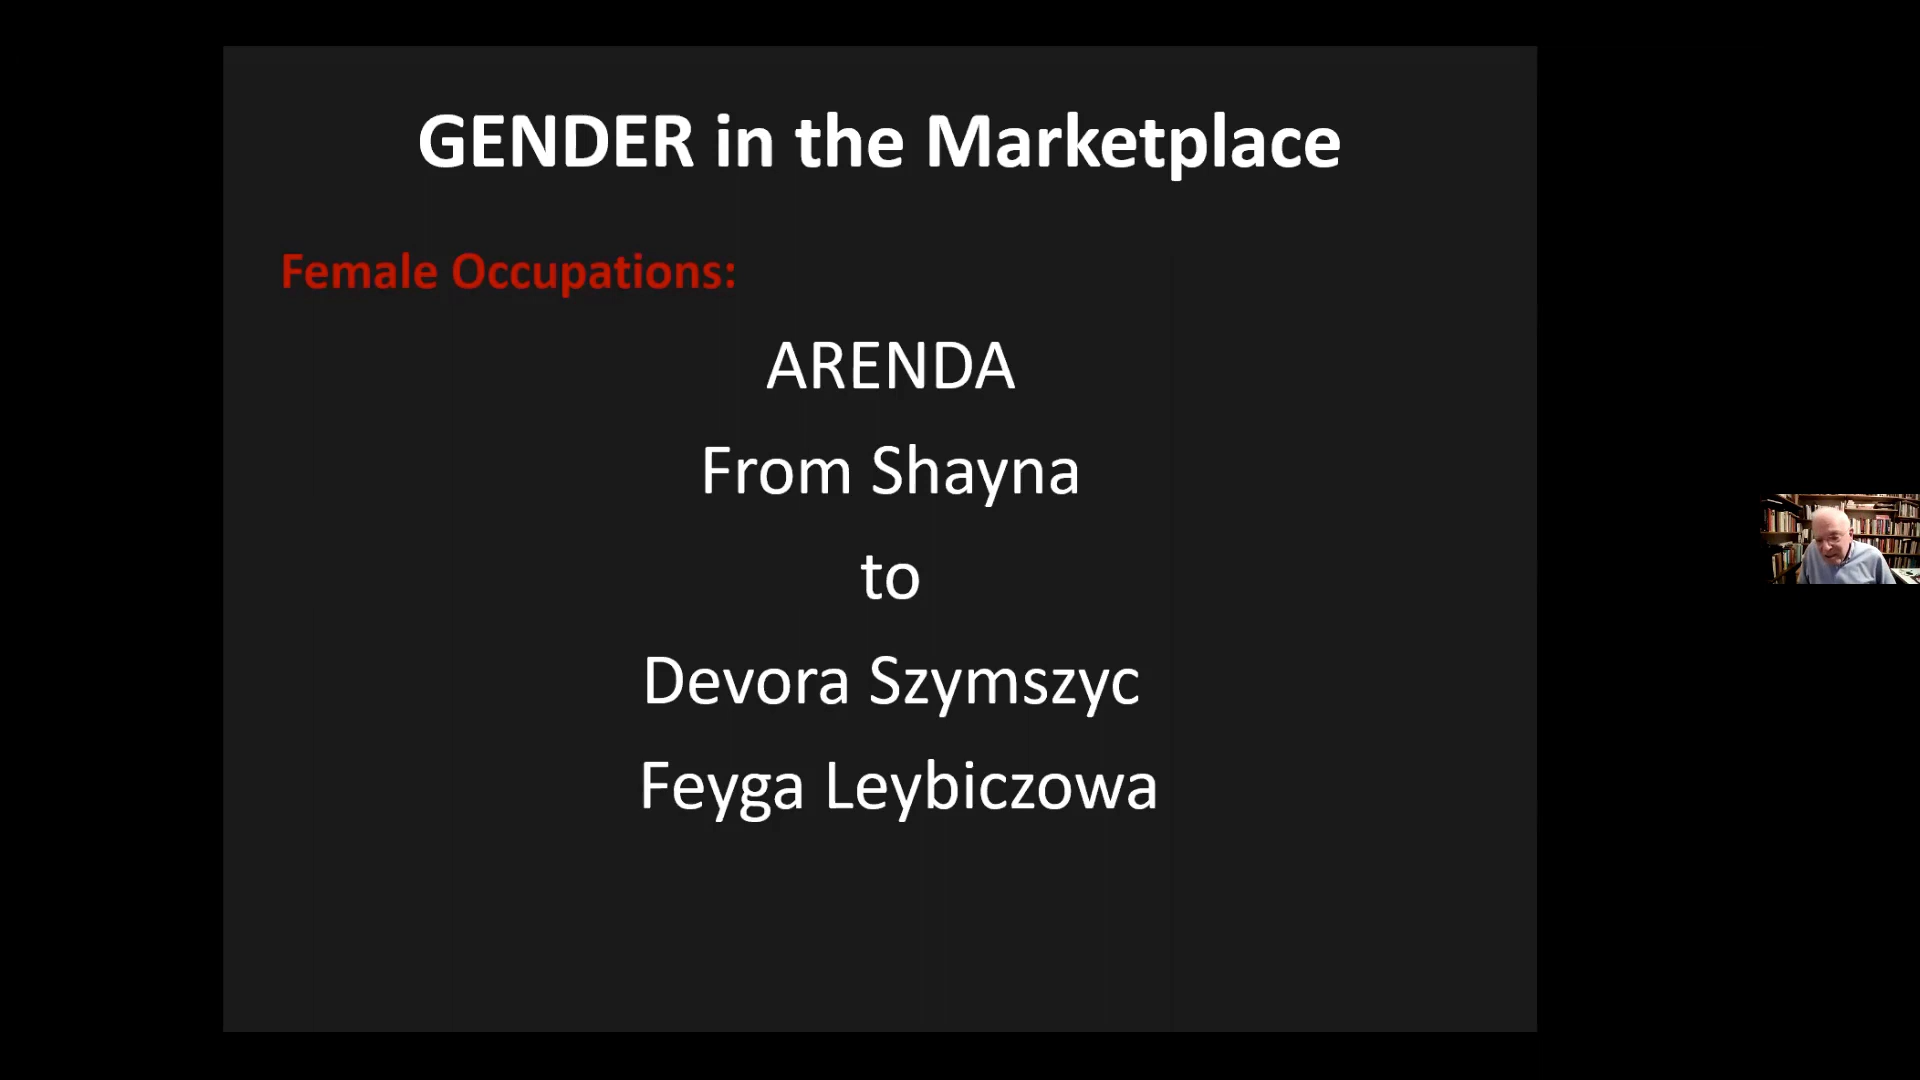 GENDER in the Marketplace
Female Occupations:
ARENDA
From Shayna
to
Devora Szymszyc
Feyga Leybiczowa